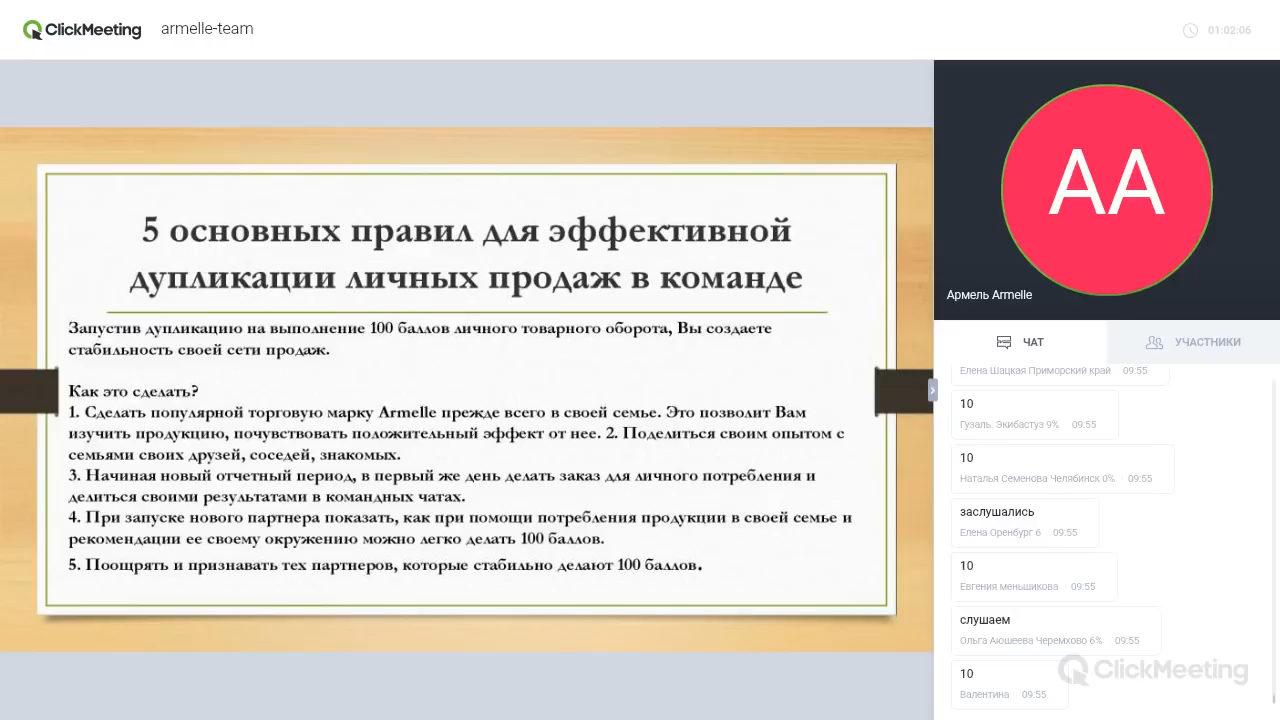 ClickMeeting
armelle-team
01:02:06
5 основных правил для эффективной
дупликации личных продаж в команде
Запустив дупликацию на выполнение 100 баллов личного товарного оборота, Вы создаете
стабильность своей сети продаж.
Как это сделать?
1. Сделать популярной торговую марку Armelle прежде всего в своей семье. Это позволит Вам
изучить продукцию, почувствовать положительный эффект от нее. 2. Поделиться своим опытом с
семьями своих друзей, соседей, знакомых.
3. Начиная новый отчетный период, в первый же день делать заказ для личного потребления и
делиться своими результатами в командных чатах.
4. При запуске нового партнера показать, как при помощи потребления продукции в своей семье и
рекомендации ее своему окружению можно легко делать 100 баллов.
5. Поощрять и признавать тех партнеров, которые стабильно делают 100 баллов.
AA
Армель Armelle
ЧАТ
УЧАСТНИКИ
Елена Шацкая Приморский край 09:55
10
Гузаль. Экибастуз 9% 09:55
10
Наталья Семенова Челябинск 0% 09:55
заслушались
Елена Оренбург 6 09:55
10
Евгения меньшикова 09:55
слушаем
Ольга Аюшеева Черемхово 6% 09:55
10
Валентина 09:55
ClickMeeting